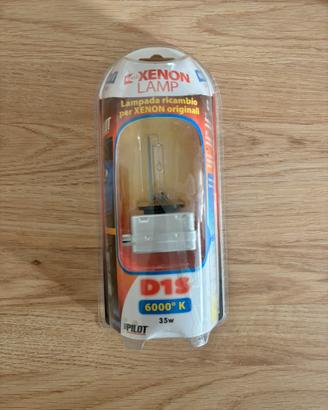 XENON
LAMP
Lampada ricambio
per XENON originali
D1S
6000° K
35w
PILOT